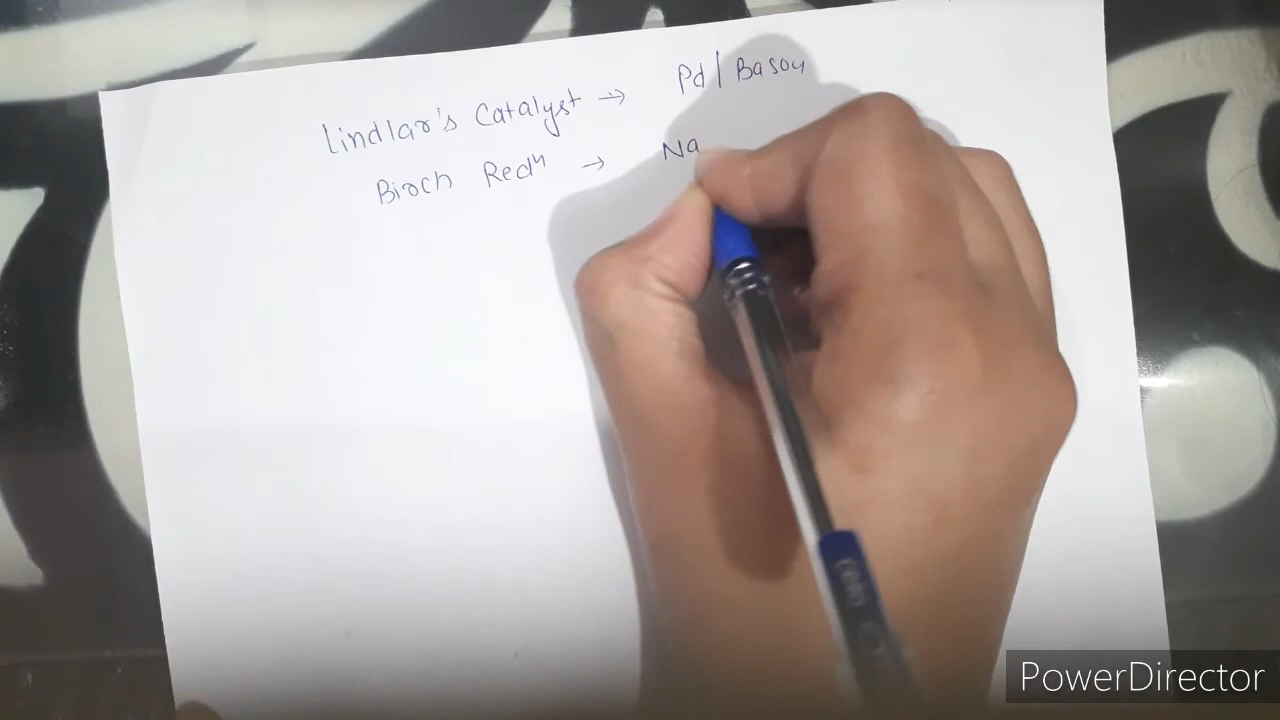 Lindlar's Catalyst → Pd/BaSO4
Birch Redn → Na
PowerDirector